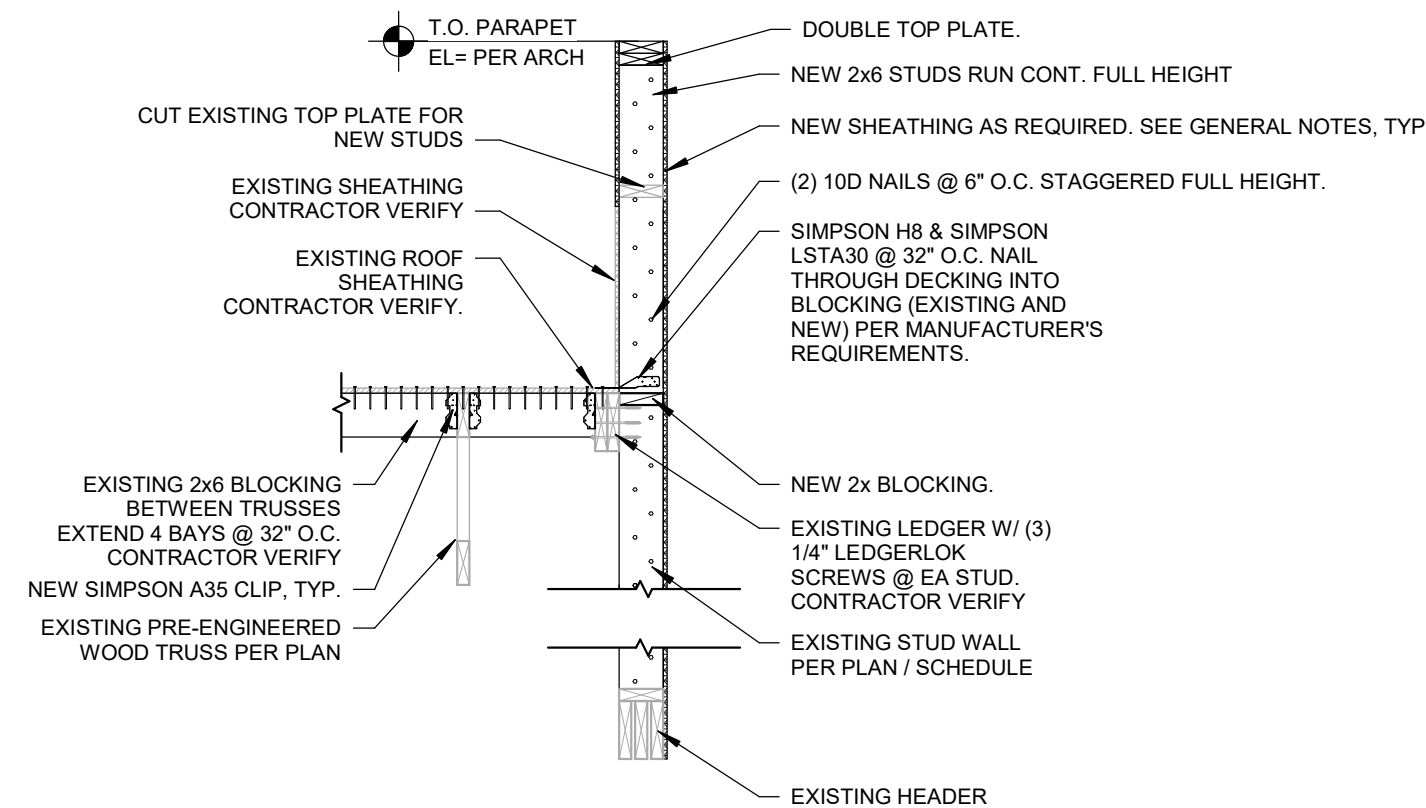 T.O. PARAPET
EL= PER ARCH
CUT EXISTING TOP PLATE FOR
NEW STUDS
EXISTING SHEATHING
CONTRACTOR VERIFY
EXISTING ROOF
SHEATHING
CONTRACTOR VERIFY.
EXISTING 2x6 BLOCKING
BETWEEN TRUSSES
EXTEND 4 BAYS @ 32" O.C.
CONTRACTOR VERIFY
NEW SIMPSON A35 CLIP, TYP.
EXISTING PRE-ENGINEERED
WOOD TRUSS PER PLAN
DOUBLE TOP PLATE.
NEW 2x6 STUDS RUN CONT. FULL HEIGHT
NEW SHEATHING AS REQUIRED. SEE GENERAL NOTES, TYP
(2) 10D NAILS @ 6" O.C. STAGGERED FULL HEIGHT.
SIMPSON H8 & SIMPSON
LSTA30 @ 32" O.C. NAIL
THROUGH DECKING INTO
BLOCKING (EXISTING AND
NEW) PER MANUFACTURER'S
REQUIREMENTS.
NEW 2x BLOCKING.
EXISTING LEDGER W/ (3)
1/4" LEDGERLOK
SCREWS @ EA STUD.
CONTRACTOR VERIFY
EXISTING STUD WALL
PER PLAN / SCHEDULE
EXISTING HEADER